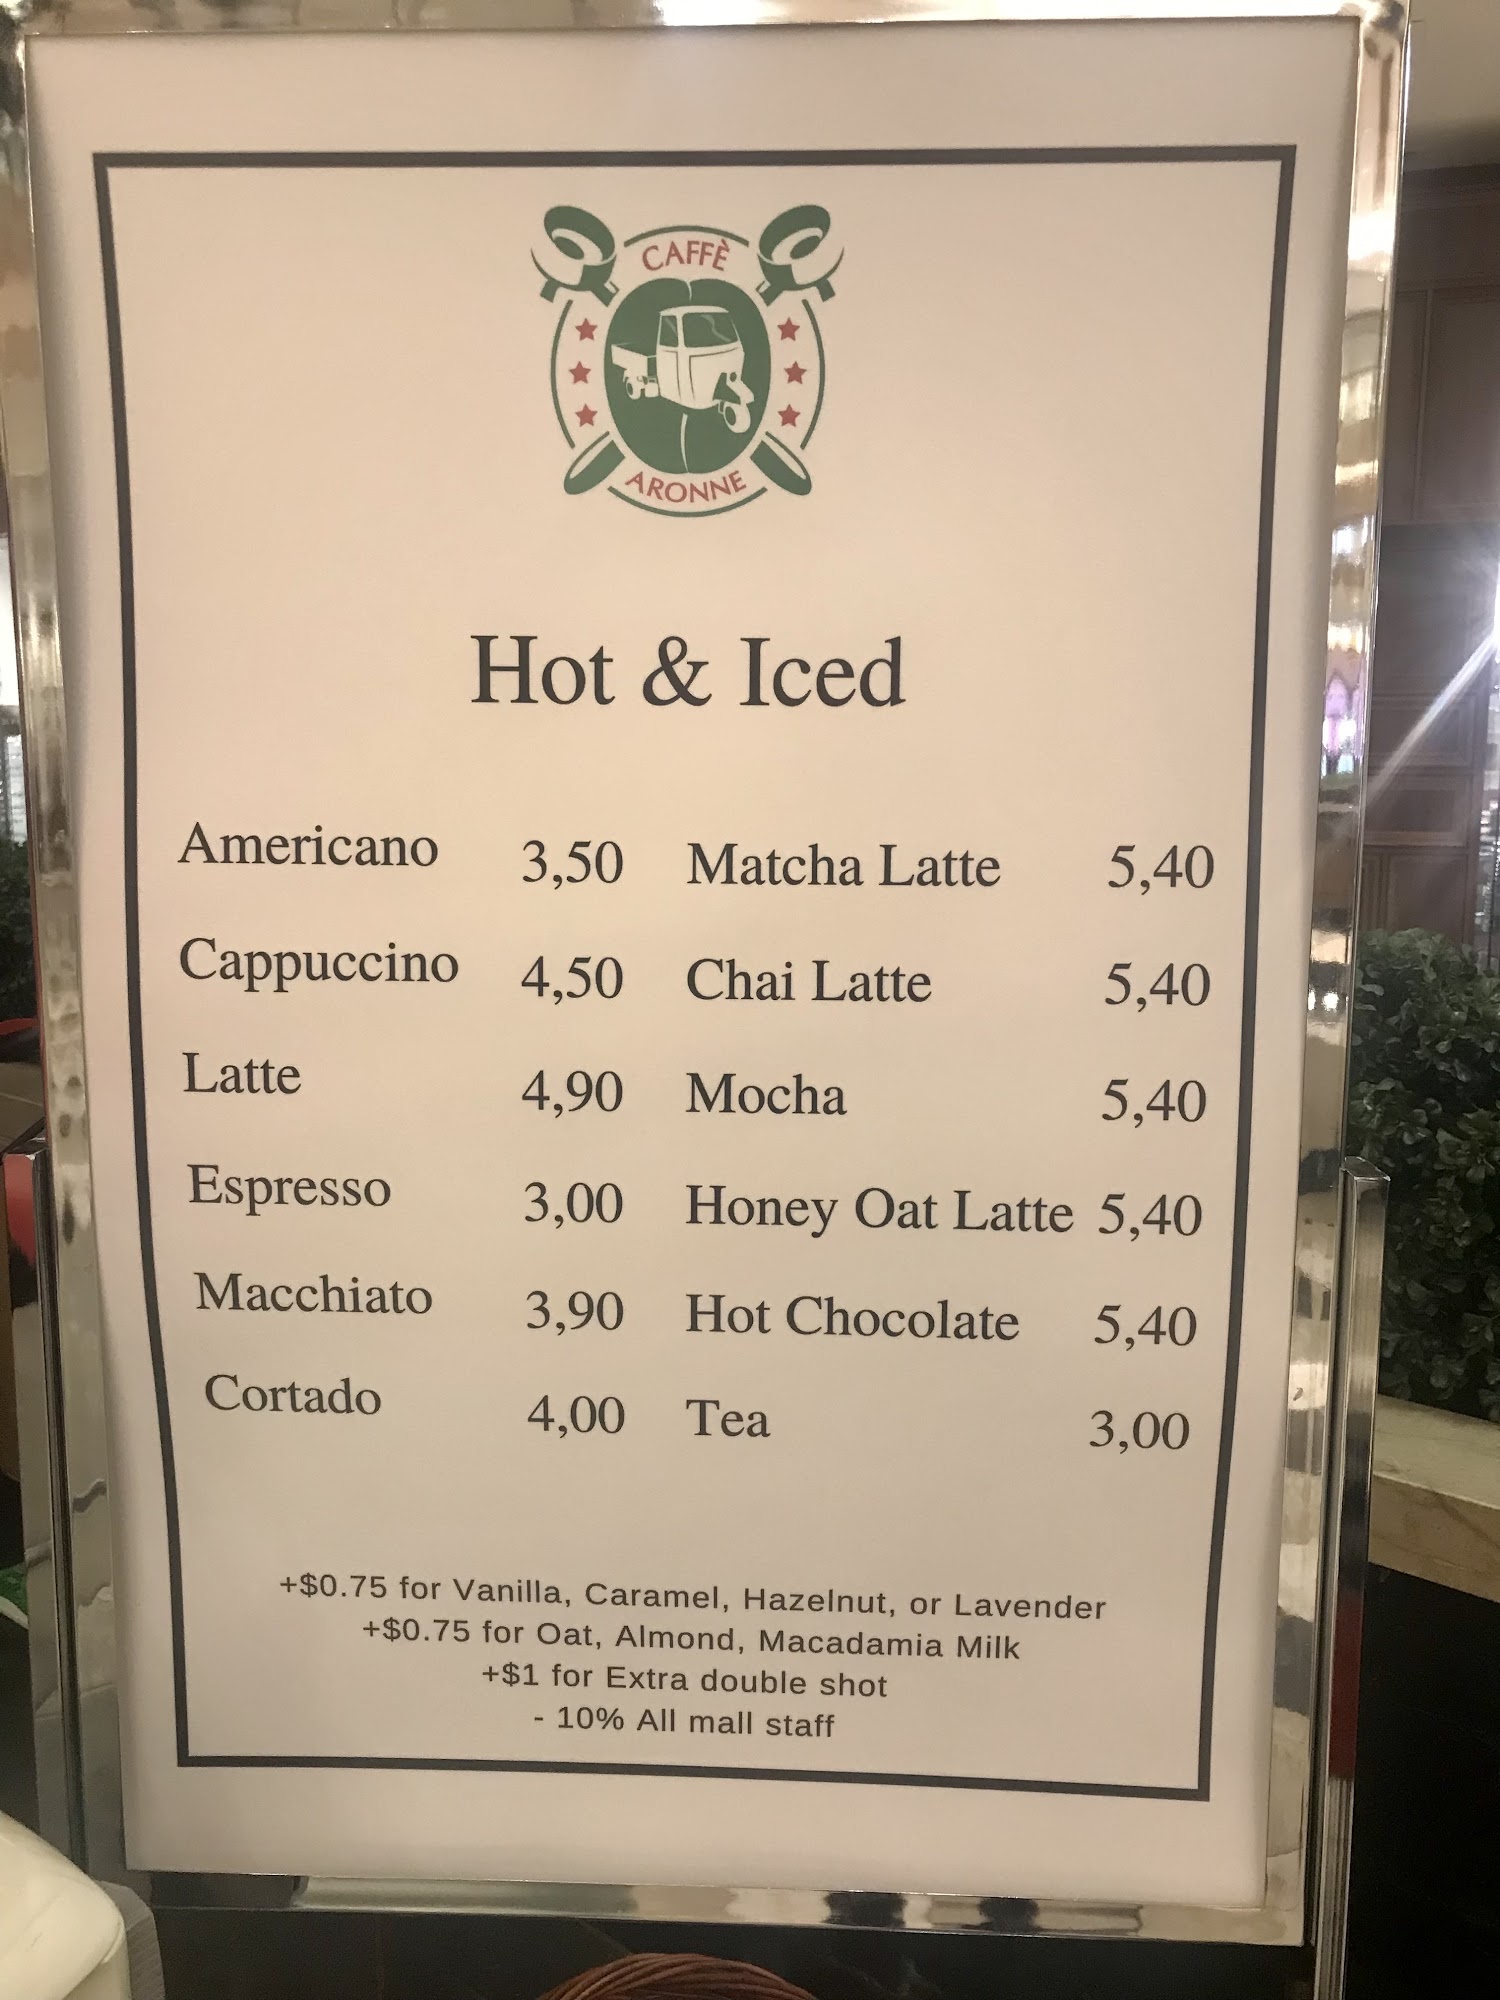 CAFFÈ
ARONNE
Hot & Iced
Americano 3,50 Matcha Latte 5,40
Cappuccino 4,50 Chai Latte 5,40
Latte 4,90 Mocha 5,40
Espresso 3,00 Honey Oat Latte 5,40
Macchiato 3,90 Hot Chocolate 5,40
Cortado 4,00 Tea 3,00
+$0.75 for Vanilla, Caramel, Hazelnut, or Lavender
+$0.75 for Oat, Almond, Macadamia Milk
+$1 for Extra double shot
- 10% All mall staff